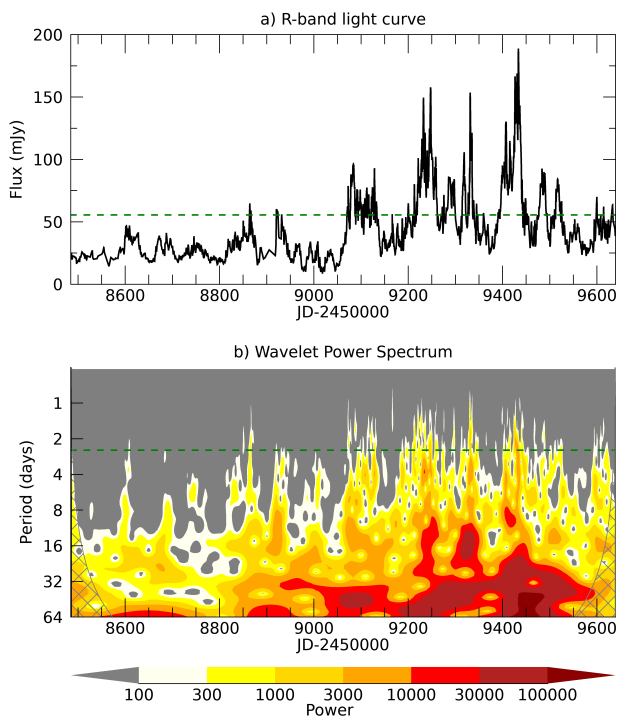 a) R-band light curve
200
150
100
50
0
Flux (mJy)
8600 8800 9000 9200 9400 9600
JD-2450000
b) Wavelet Power Spectrum
1
2
4
8
16
32
64
Period (days)
8600 8800 9000 9200 9400 9600
JD-2450000
100 300 1000 3000 10000 30000 100000
Power